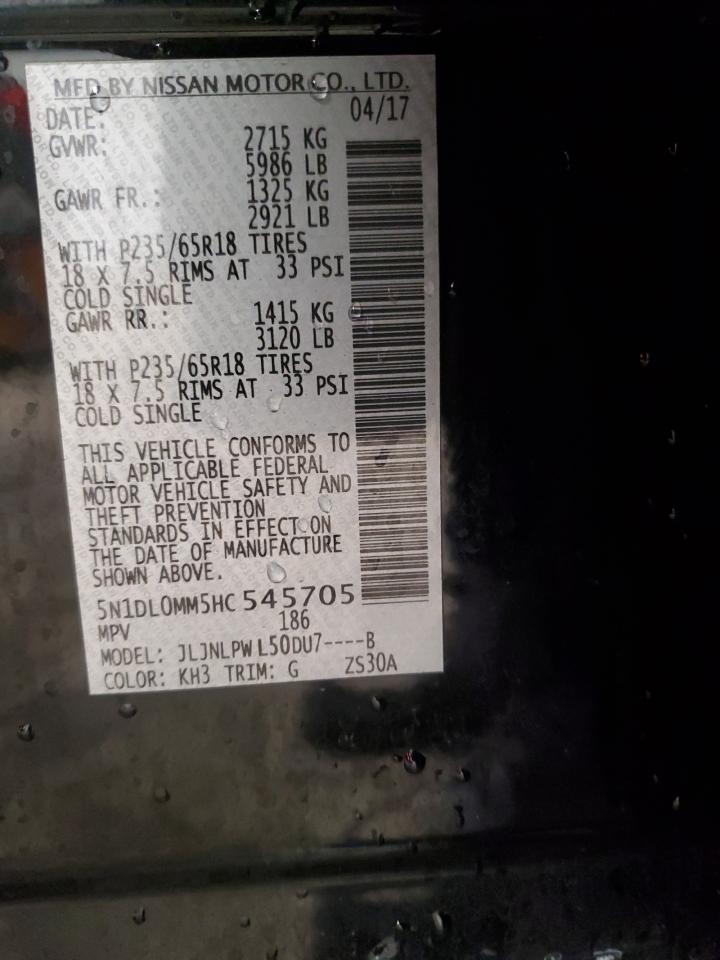 MFD BY NISSAN MOTOR CO., LTD.
DATE: 04/17
GVWR: 2715 KG
5986 LB
GAWR FR.: 1325 KG
2921 LB
WITH P235/65R18 TIRES
18 X 7.5 RIMS AT 33 PSI
COLD SINGLE
GAWR RR.: 1415 KG
3120 LB
WITH P235/65R18 TIRES
18 X 7.5 RIMS AT 33 PSI
COLD SINGLE
THIS VEHICLE CONFORMS TO
ALL APPLICABLE FEDERAL
MOTOR VEHICLE SAFETY AND
THEFT PREVENTION
STANDARDS IN EFFECT ON
THE DATE OF MANUFACTURE
SHOWN ABOVE.
5N1DL0MM5HC 545705
MPV 186
MODEL: JLJNLPW L50DU7----B
COLOR: KH3 TRIM: G ZS30A